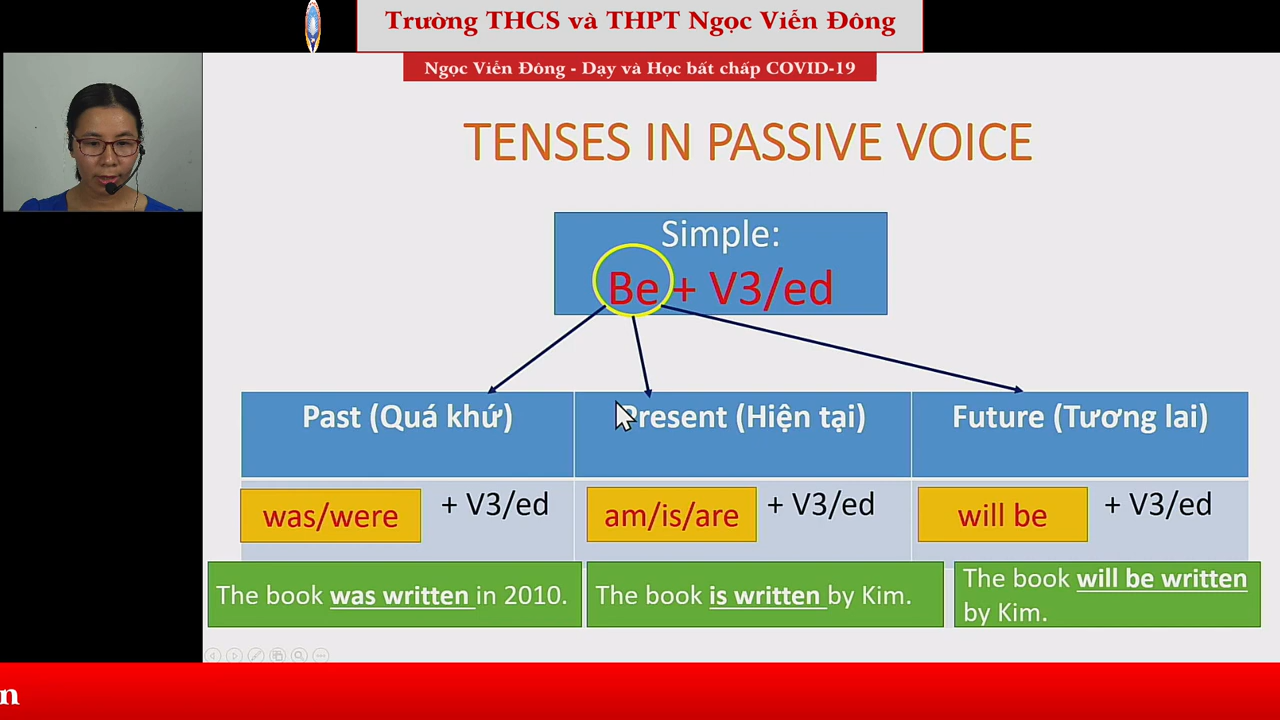 Trường THCS và THPT Ngọc Viễn Đông
Ngọc Viễn Đông - Dạy và Học bất chấp COVID-19
TENSES IN PASSIVE VOICE
Simple:
Be + V3/ed
Past (Quá khứ)
Present (Hiện tại)
Future (Tương lai)
was/were + V3/ed
am/is/are + V3/ed
will be + V3/ed
The book was written in 2010.
The book is written by Kim.
The book will be written
by Kim.
n